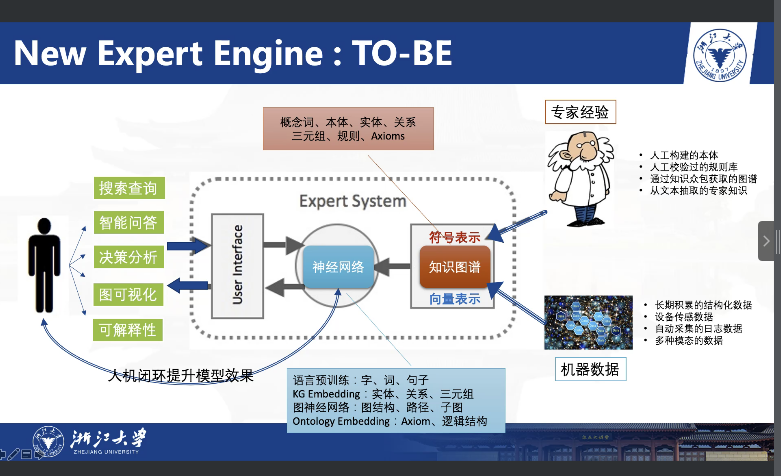 New Expert Engine : TO-BE
浙江大学
ZHEJIANG UNIVERSITY
1897
概念词、本体、实体、关系
三元组、规则、Axioms
专家经验
• 人工构建的本体
• 人工校验过的规则库
• 通过知识众包获取的图谱
• 从文本抽取的专家知识
搜索查询
智能问答
决策分析
图可视化
可解释性
Expert System
User Interface
神经网络
符号表示
知识图谱
向量表示
• 长期积累的结构化数据
• 设备传感数据
• 自动采集的日志数据
• 多种模态的数据
机器数据
人机闭环提升模型效果
语言预训练：字、词、句子
KG Embedding：实体、关系、三元组
图神经网络：图结构、路径、子图
Ontology Embedding：Axiom、逻辑结构
浙江大学
ZHEJIANG UNIVERSITY